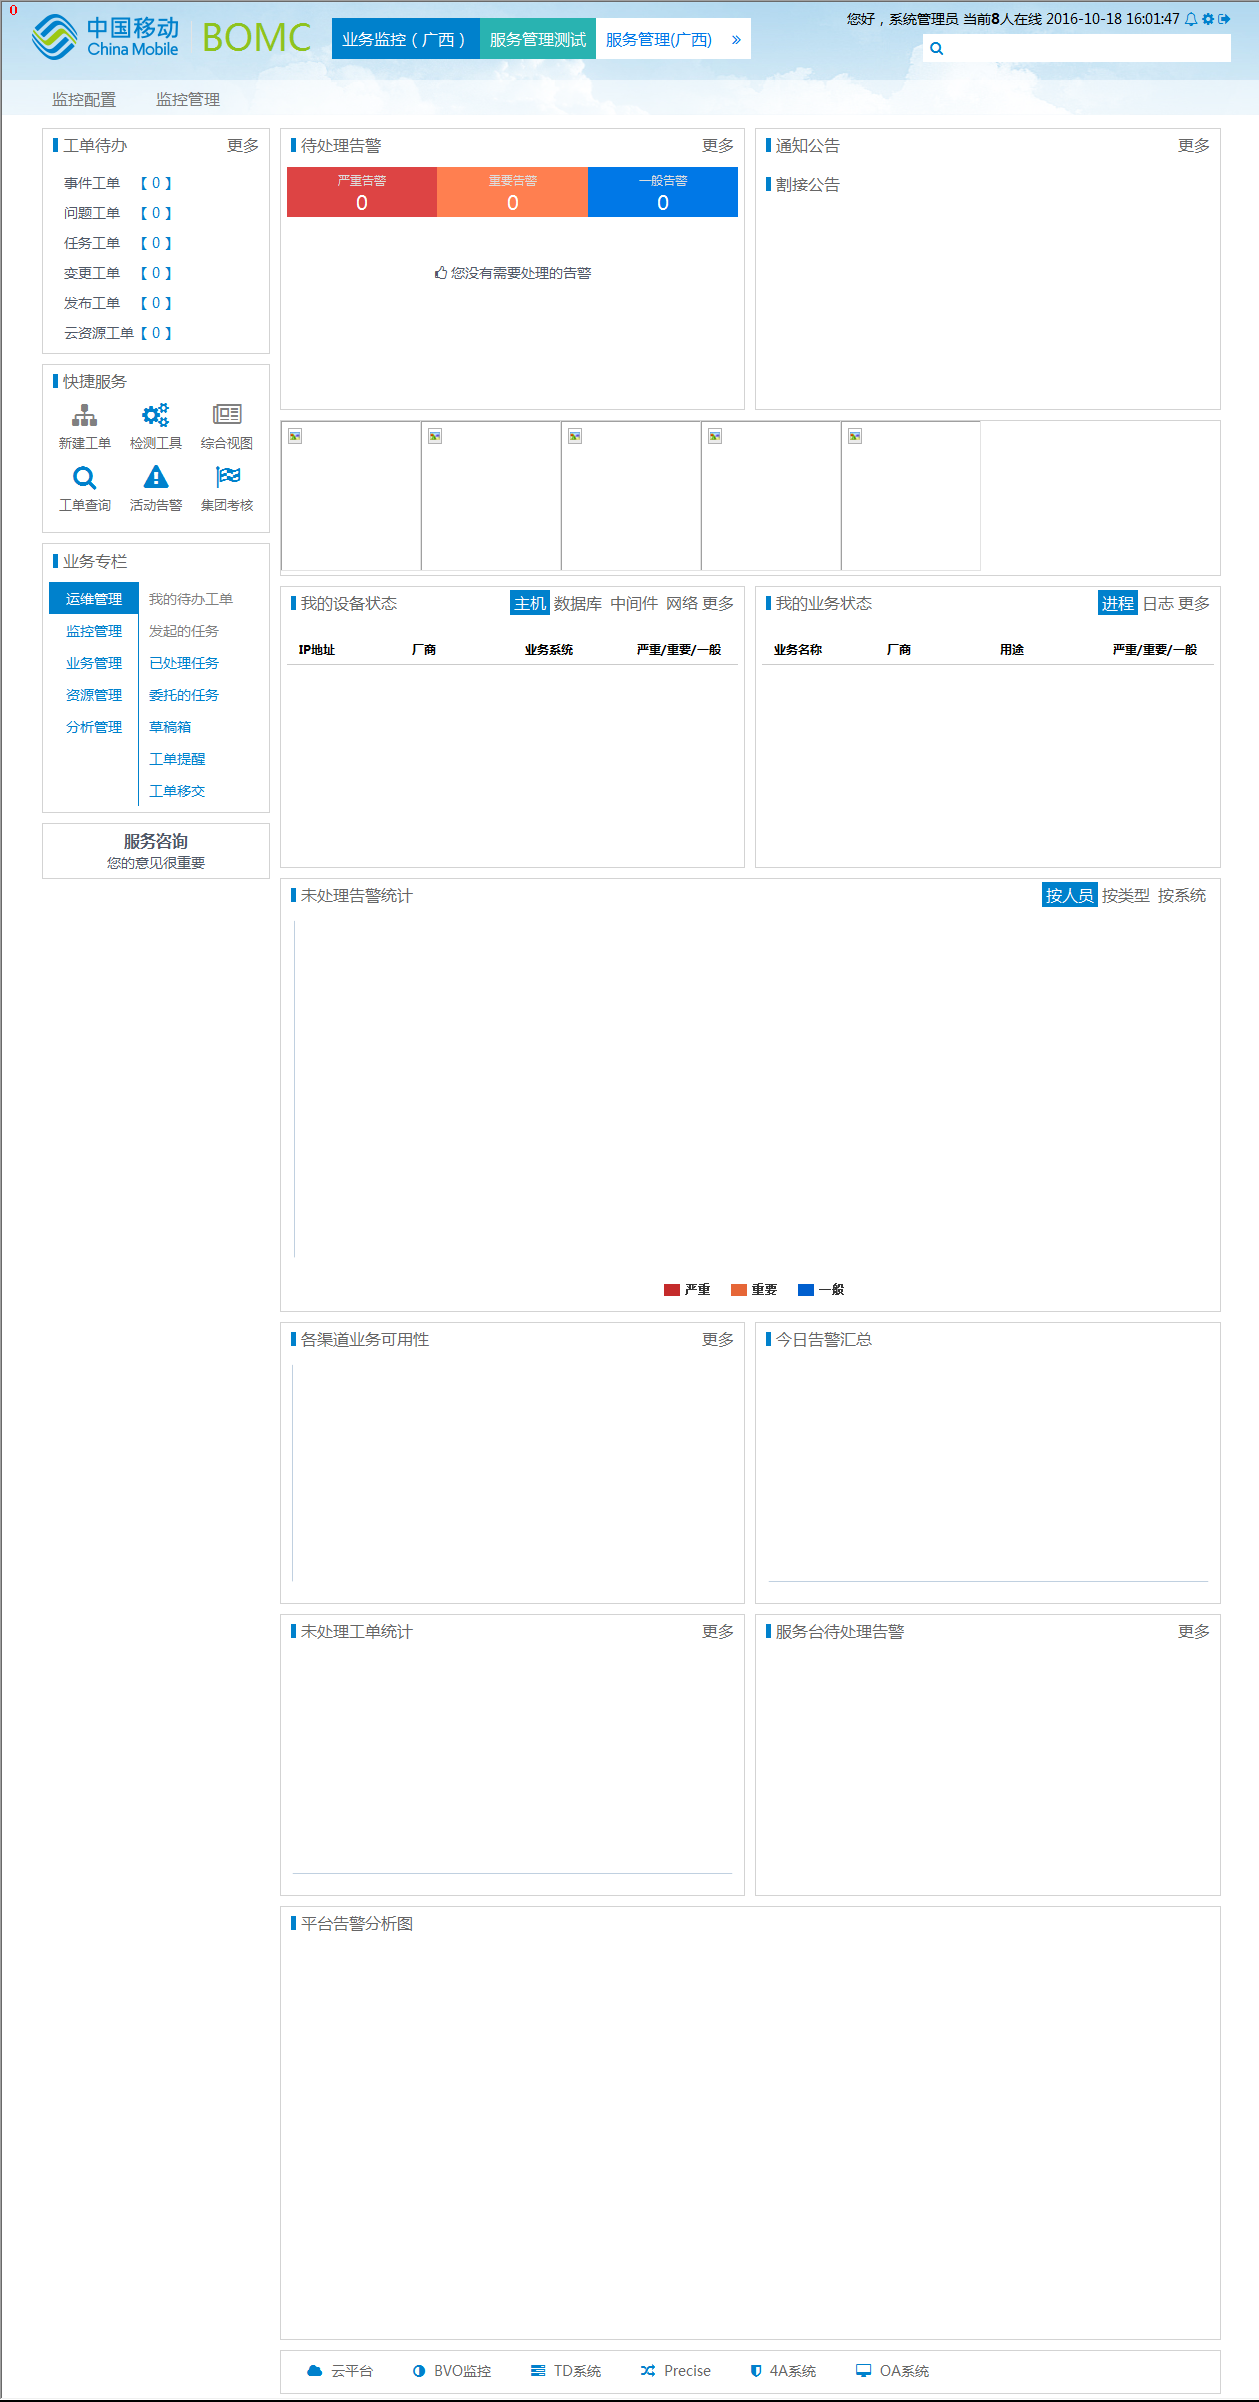 0
中国移动
China Mobile
BOMC
业务监控（广西） 服务管理测试 服务管理(广西) »
您好，系统管理员 当前8人在线 2016-10-18 16:01:47
监控配置 监控管理
工单待办 更多
事件工单 【 0 】
问题工单 【 0 】
任务工单 【 0 】
变更工单 【 0 】
发布工单 【 0 】
云资源工单【 0 】
快捷服务
新建工单 检测工具 综合视图
工单查询 活动告警 集团考核
业务专栏
运维管理 我的待办工单
监控管理 发起的任务
业务管理 已处理任务
资源管理 委托的任务
分析管理 草稿箱
工单提醒
工单移交
服务咨询
您的意见很重要
待处理告警 更多
严重告警 重要告警 一般告警
0 0 0
您没有需要处理的告警
通知公告 更多
割接公告
我的设备状态 主机 数据库 中间件 网络 更多
IP地址 厂商 业务系统 严重/重要/一般
我的业务状态 进程 日志 更多
业务名称 厂商 用途 严重/重要/一般
未处理告警统计 按人员 按类型 按系统
严重 重要 一般
各渠道业务可用性 更多
今日告警汇总
未处理工单统计 更多
服务台待处理告警 更多
平台告警分析图
云平台 BVO监控 TD系统 Precise 4A系统 OA系统